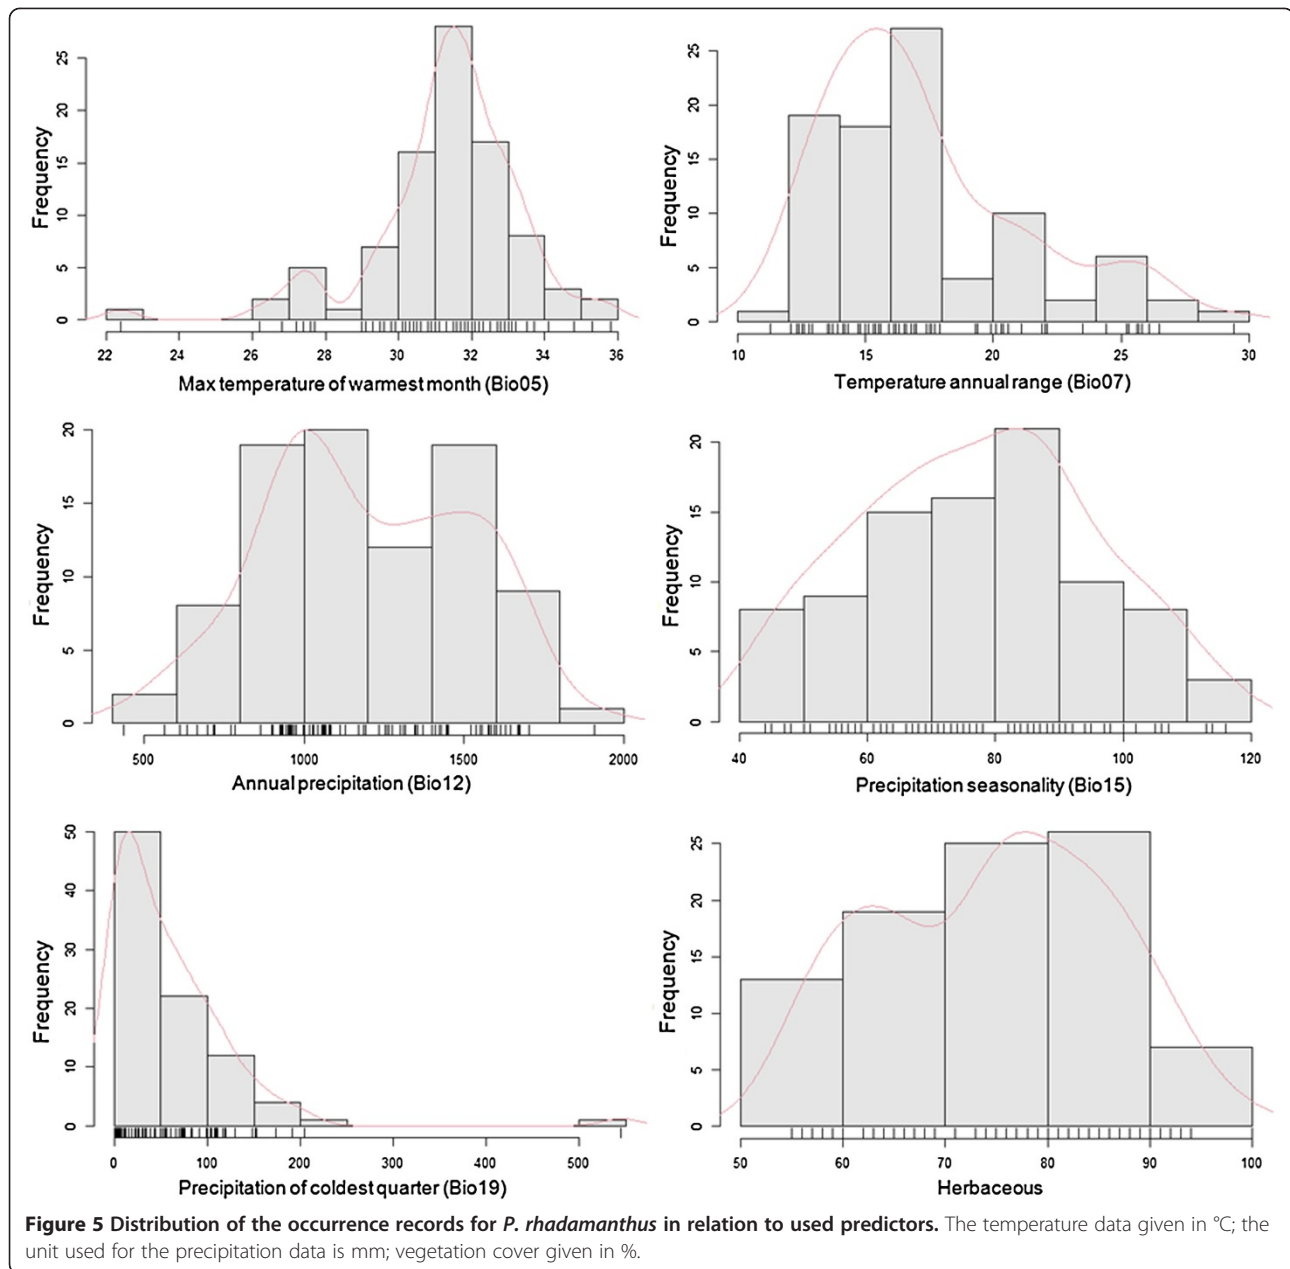 Frequency
0 5 10 15 20 25
22 24 26 28 30 32 34 36
Max temperature of warmest month (Bio05)
Frequency
0 5 10 15 20 25
10 15 20 25 30
Temperature annual range (Bio07)
Frequency
0 5 10 15 20
500 1000 1500 2000
Annual precipitation (Bio12)
Frequency
0 5 10 15 20
40 60 80 100 120
Precipitation seasonality (Bio15)
Frequency
0 10 20 30 40 50
0 100 200 300 400 500
Precipitation of coldest quarter (Bio19)
Frequency
0 5 10 15 20 25
50 60 70 80 90 100
Herbaceous
Figure 5 Distribution of the occurrence records for P. rhadamanthus in relation to used predictors. The temperature data given in °C; the
unit used for the precipitation data is mm; vegetation cover given in %.